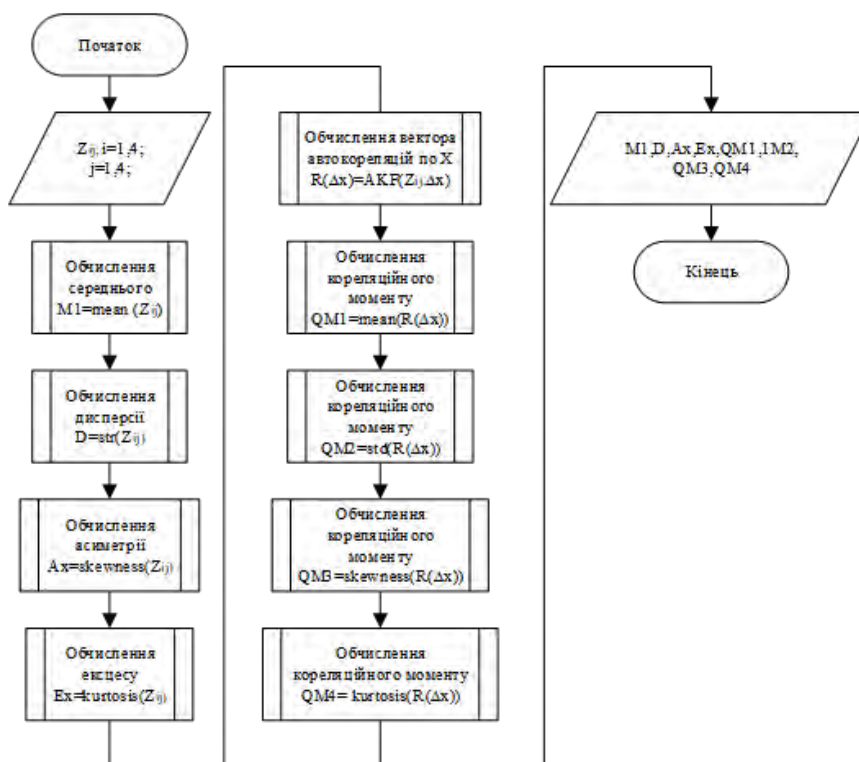 Початок
Zij, i=1,4;
j=1,4;
Обчислення
середнього
M1=mean (Zij)
Обчислення
дисперсії
D=str(Zij)
Обчислення
асиметрії
Ax=skewness(Zij)
Обчислення
ексцесу
Ex=kurtosis(Zij)
Обчислення вектора
автокореляцій по X
R(Δx)=AKF(Zij,Δx)
Обчислення
кореляційного
моменту
QM1=mean(R(Δx))
Обчислення
кореляційного
моменту
QM2=std(R(Δx))
Обчислення
кореляційного
моменту
QM3=skewness(R(Δx))
Обчислення
кореляційного моменту
QM4= kurtosis(R(Δx))
M1,D,Ax,Ex,QM1,1M2,
QM3,QM4
Кінець